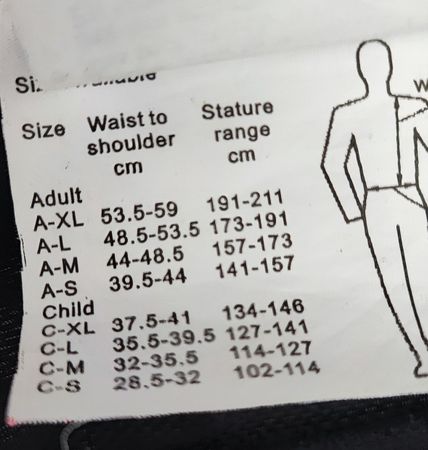 Size Waist to shoulder cm Stature range cm
Adult
A-XL 53.5-59 191-211
A-L 48.5-53.5 173-191
A-M 44-48.5 157-173
A-S 39.5-44 141-157
Child
C-XL 37.5-41 134-146
C-L 35.5-39.5 127-141
C-M 32-35.5 114-127
C-S 28.5-32 102-114